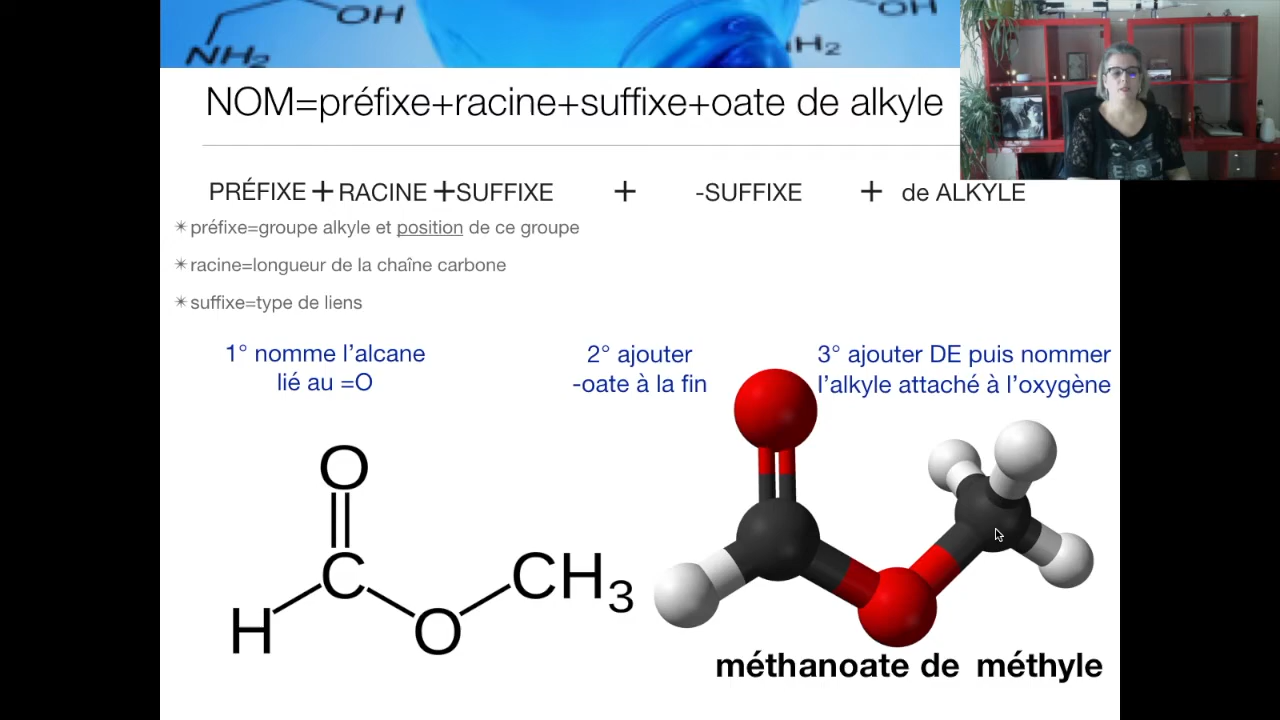 OH
NH₂
OH
H₂
NOM=préfixe+racine+suffixe+oate de alkyle
PRÉFIXE + RACINE + SUFFIXE + -SUFFIXE + de ALKYLE
✴préfixe=groupe alkyle et position de ce groupe
✴racine=longueur de la chaîne carbone
✴suffixe=type de liens
1° nomme l’alcane
lié au =O
2° ajouter
-oate à la fin
3° ajouter DE puis nommer
l’alkyle attaché à l’oxygène
O
C
CH₃
H
O
méthanoate de méthyle